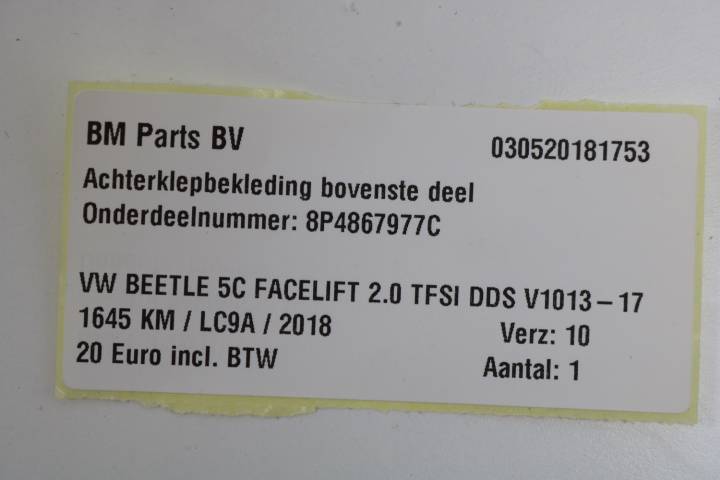 BM Parts BV 030520181753
Achterklepbekleding bovenste deel
Onderdeelnummer: 8P4867977C
VW BEETLE 5C FACELIFT 2.0 TFSI DDS V1013-17
1645 KM / LC9A / 2018 Verz: 10
20 Euro incl. BTW Aantal: 1